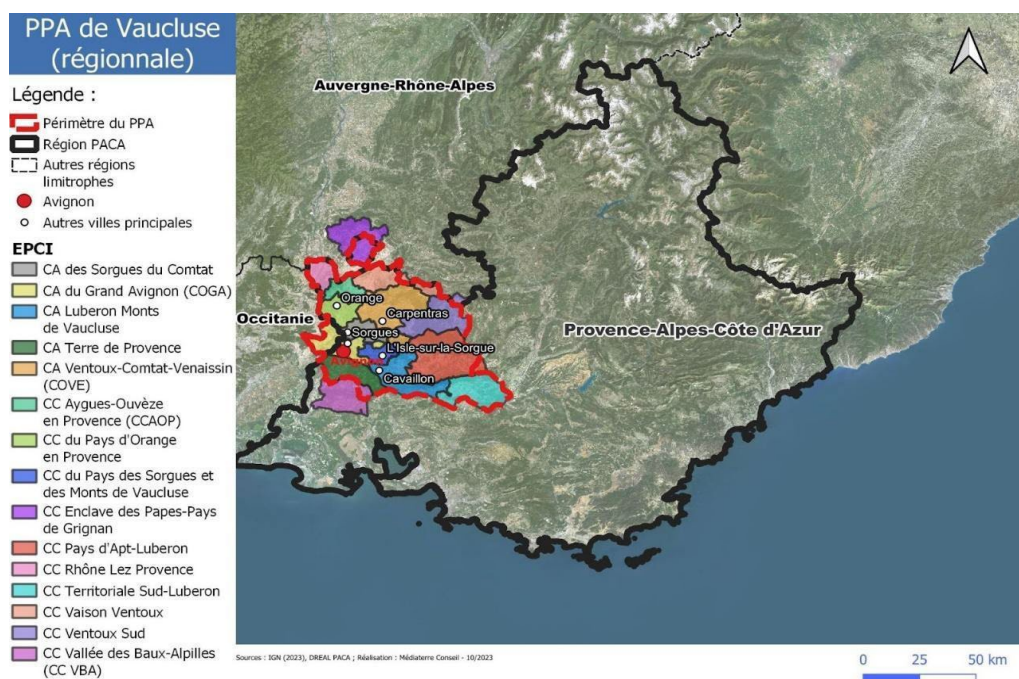 PPA de Vaucluse
(régionnale)
Légende :
Périmètre du PPA
Région PACA
Autres régions
limitrophes
Avignon
Autres villes principales
EPCI
CA des Sorgues du Comtat
CA du Grand Avignon (COGA)
CA Luberon Monts
de Vaucluse
CA Terre de Provence
CA Ventoux-Comtat-Venaissin
(COVE)
CC Aygues-Ouvèze
en Provence (CCAOP)
CC du Pays d'Orange
en Provence
CC du Pays des Sorgues et
des Monts de Vaucluse
CC Enclave des Papes-Pays
de Grignan
CC Pays d'Apt-Luberon
CC Rhône Lez Provence
CC Territoriale Sud-Luberon
CC Vaison Ventoux
CC Ventoux Sud
CC Vallée des Baux-Alpilles
(CC VBA)
Auvergne-Rhône-Alpes
Occitanie
Orange
Carpentras
Sorgues
L'Isle-sur-la-Sorgue
Avignon
Cavaillon
Provence-Alpes-Côte d'Azur
Sources : IGN (2023), DREAL PACA ; Réalisation : Médiaterre Conseil - 10/2023
0 25 50 km